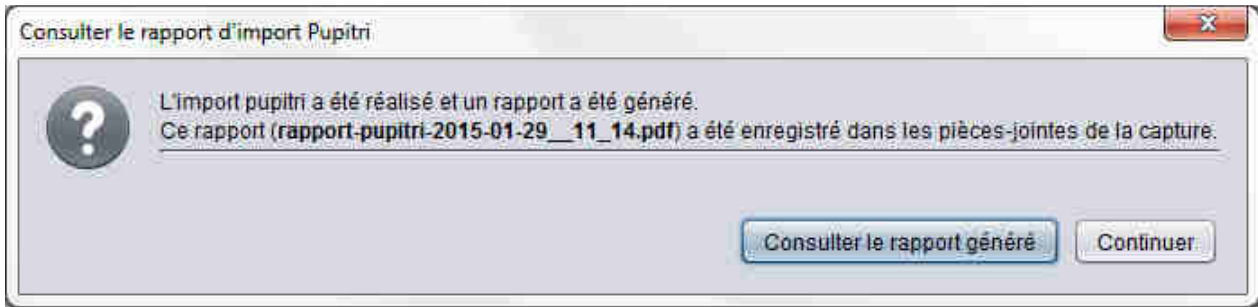 Consulter le rapport d'import Pupitri
L'import pupitri a été réalisé et un rapport a été généré.
Ce rapport (rapport-pupitri-2015-01-29__11_14.pdf) a été enregistré dans les pièces-jointes de la capture.
Consulter le rapport généré
Continuer